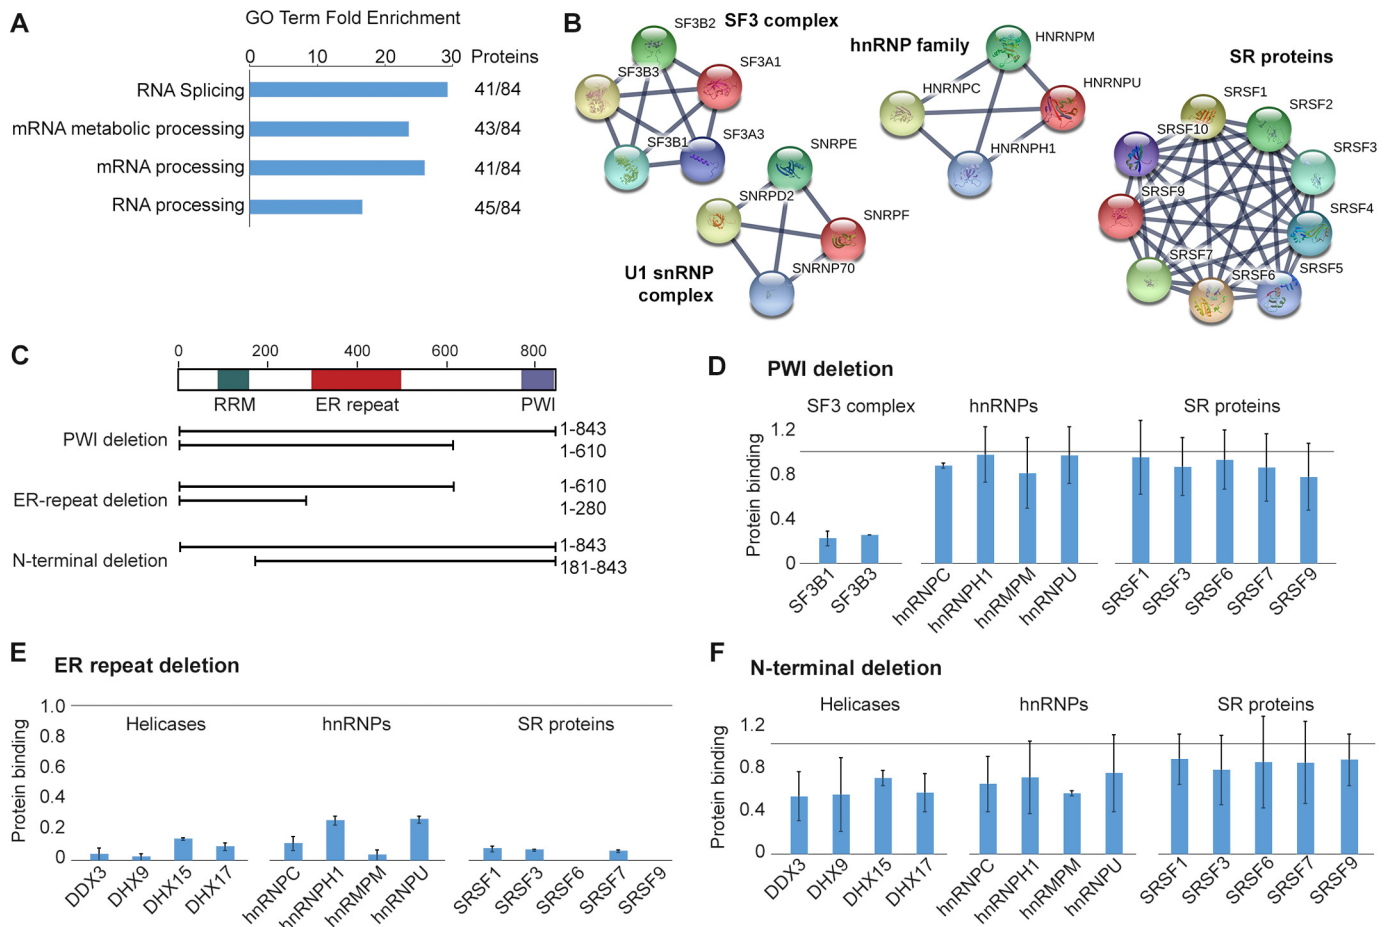 A
GO Term Fold Enrichment
0 10 20 30 Proteins
RNA Splicing 41/84
mRNA metabolic processing 43/84
mRNA processing 41/84
RNA processing 45/84
B
SF3 complex
SF3B2
SF3B3
SF3A1
SF3B1
SF3A3
hnRNP family
HNRNPM
HNRNPC
HNRNPU
HNRNPH1
SNRPE
SNRPD2
SNRPF
SNRNP70
U1 snRNP
complex
SR proteins
SRSF1
SRSF2
SRSF10
SRSF3
SRSF9
SRSF4
SRSF7
SRSF6
SRSF5
C
0 200 400 600 800
RRM ER repeat PWI
PWI deletion
1-843
1-610
ER-repeat deletion
1-610
1-280
N-terminal deletion
1-843
181-843
D
PWI deletion
SF3 complex hnRNPs SR proteins
Protein binding
1.2
0.8
0.4
0
SF3B1 SF3B3 hnRNPC hnRNPH1 hnRMPM hnRNPU SRSF1 SRSF3 SRSF6 SRSF7 SRSF9
E
ER repeat deletion
Protein binding
1.0
0.8
0.6
0.4
0.2
0
Helicases hnRNPs SR proteins
DDX3 DHX9 DHX15 DHX17 hnRNPC hnRNPH1 hnRMPM hnRNPU SRSF1 SRSF3 SRSF6 SRSF7 SRSF9
F
N-terminal deletion
Helicases hnRNPs SR proteins
Protein binding
1.2
0.8
0.4
0
DDX3 DHX9 DHX15 DHX17 hnRNPC hnRNPH1 hnRMPM hnRNPU SRSF1 SRSF3 SRSF6 SRSF7 SRSF9